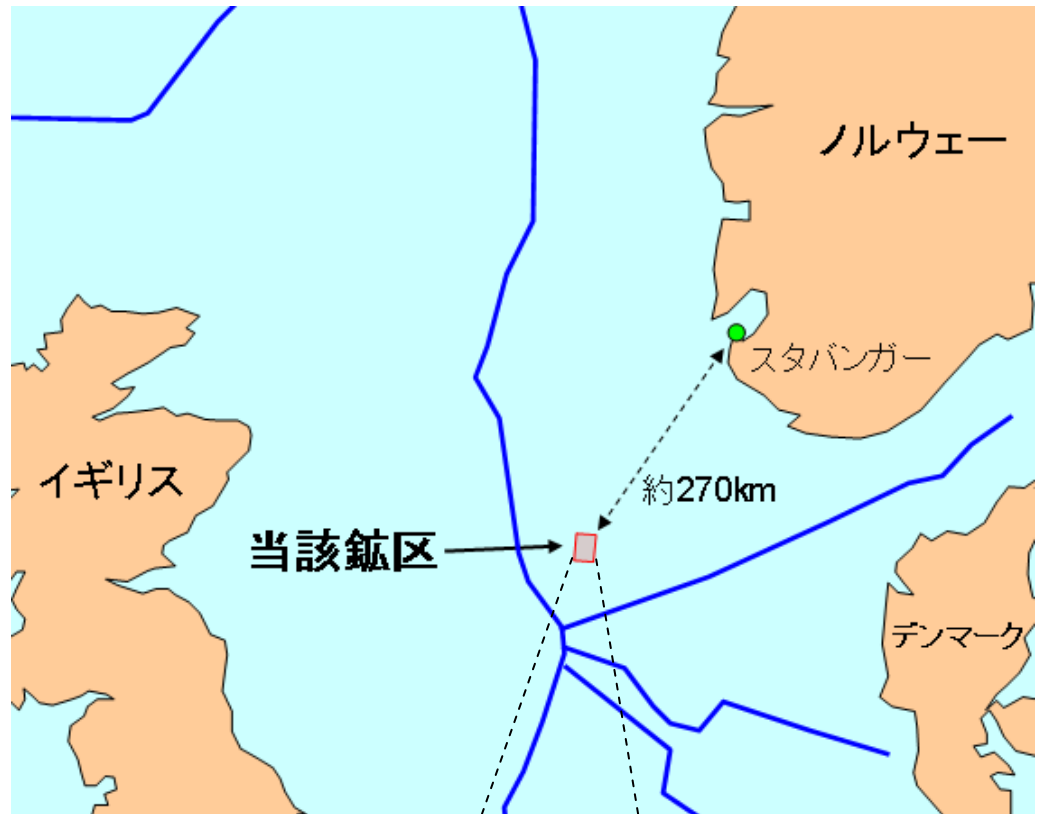 ノルウェー
スタバンガー
イギリス
約270km
当該鉱区
デンマーク